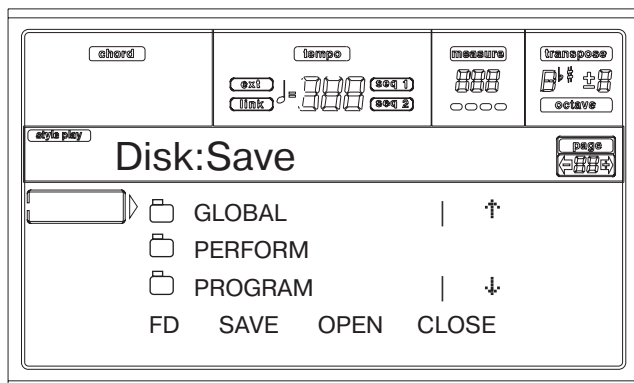 chord tempo measure transpose
ext seq 1
link seq 2 octave
style play
Disk:Save page
GLOBAL
PERFORM
PROGRAM
FD SAVE OPEN CLOSE